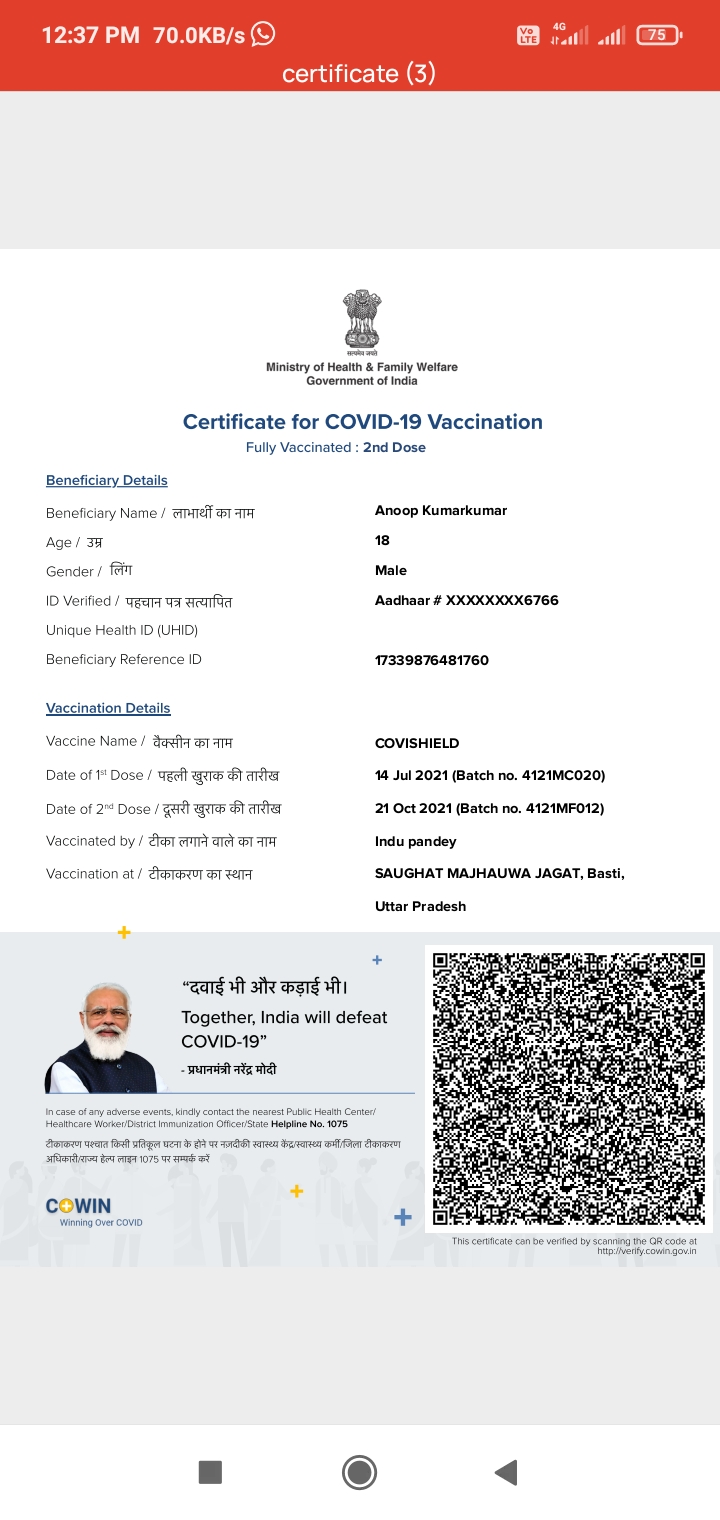 12:37 PM 70.0KB/s
Vo LTE 4G 75
certificate (3)
सत्यमेव जयते
Ministry of Health & Family Welfare
Government of India
Certificate for COVID-19 Vaccination
Fully Vaccinated : 2nd Dose
Beneficiary Details
Beneficiary Name / लाभार्थी का नाम Anoop Kumarkumar
Age / उम्र 18
Gender / लिंग Male
ID Verified / पहचान पत्र सत्यापित Aadhaar # XXXXXXXX6766
Unique Health ID (UHID)
Beneficiary Reference ID 17339876481760
Vaccination Details
Vaccine Name / वैक्सीन का नाम COVISHIELD
Date of 1st Dose / पहली खुराक की तारीख 14 Jul 2021 (Batch no. 4121MC020)
Date of 2nd Dose / दूसरी खुराक की तारीख 21 Oct 2021 (Batch no. 4121MF012)
Vaccinated by / टीका लगाने वाले का नाम Indu pandey
Vaccination at / टीकाकरण का स्थान SAUGHAT MAJHAUWA JAGAT, Basti,
Uttar Pradesh
“दवाई भी और कड़ाई भी।
Together, India will defeat
COVID-19”
- प्रधानमंत्री नरेंद्र मोदी
In case of any adverse events, kindly contact the nearest Public Health Center/
Healthcare Worker/District Immunization Officer/State Helpline No. 1075
टीकाकरण पश्चात किसी प्रतिकूल घटना के होने पर नज़दीकी स्वास्थ्य केंद्र/स्वास्थ्य कर्मी/जिला टीकाकरण
अधिकारी/राज्य हेल्प लाइन 1075 पर सम्पर्क करें
COWIN
Winning Over COVID
This certificate can be verified by scanning the QR code at
http://verify.cowin.gov.in